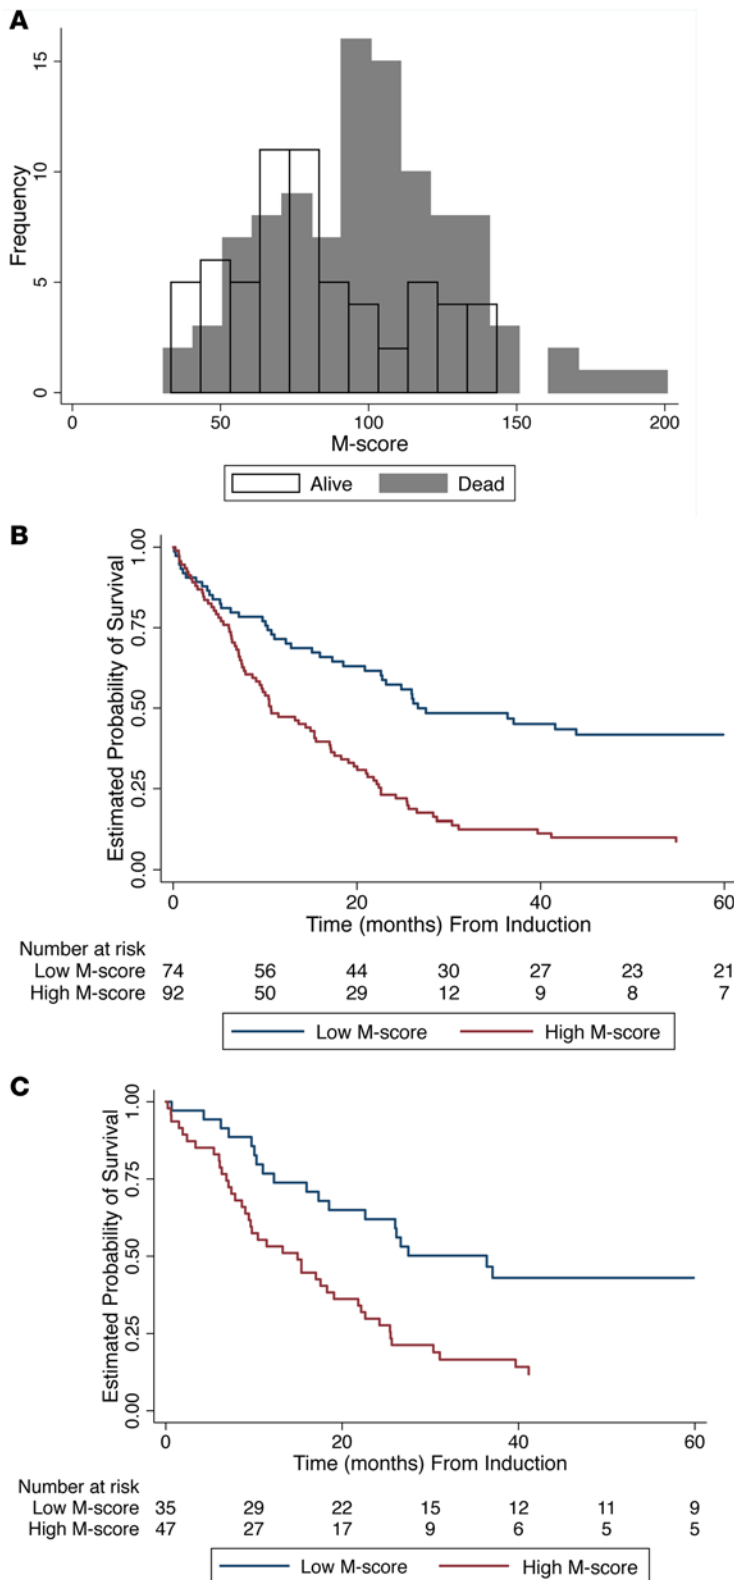 A
15
10
5
0
Frequency
0 50 100 150 200
M-score
Alive Dead
B
1.00
0.75
0.50
0.25
0.00
Estimated Probability of Survival
0 20 40 60
Time (months) From Induction
Number at risk
Low M-score 74 56 44 30 27 23 21
High M-score 92 50 29 12 9 8 7
Low M-score High M-score
C
1.00
0.75
0.50
0.25
0.00
Estimated Probability of Survival
0 20 40 60
Time (months) From Induction
Number at risk
Low M-score 35 29 22 15 12 11 9
High M-score 47 27 17 9 6 5 5
Low M-score High M-score